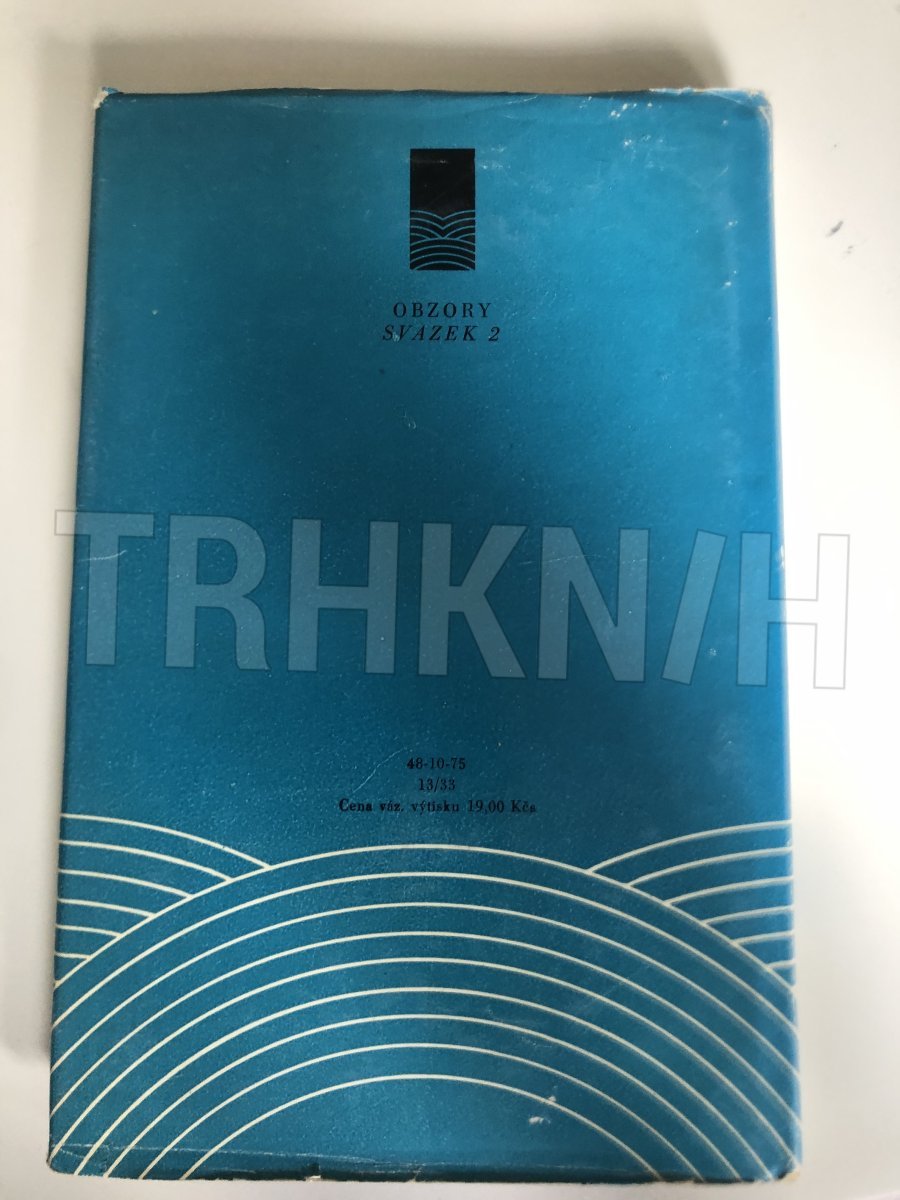 OBZORY
SVAZEK 2
TRHKNIH
48-10-75
13/33
Cena váz. výtisku 19,00 Kčs